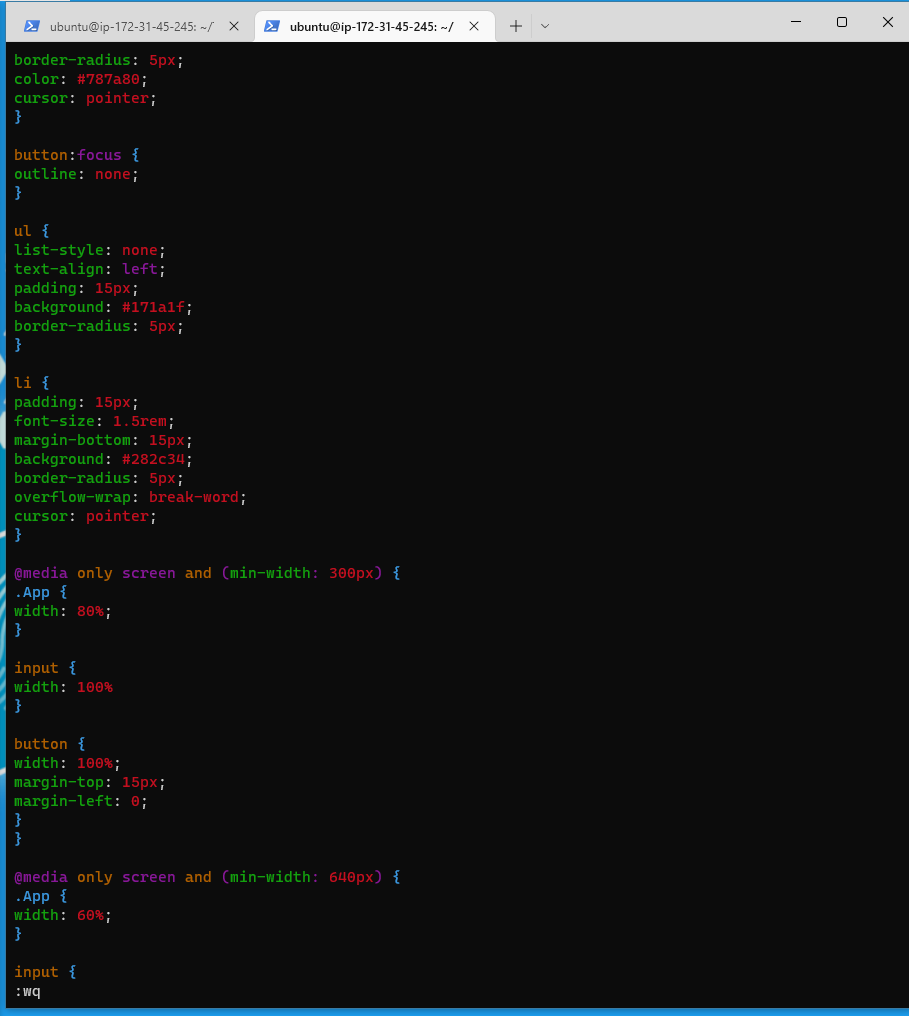 ubuntu@ip-172-31-45-245: ~/
ubuntu@ip-172-31-45-245: ~/
border-radius: 5px;
color: #787a80;
cursor: pointer;
}
button:focus {
outline: none;
}
ul {
list-style: none;
text-align: left;
padding: 15px;
background: #171a1f;
border-radius: 5px;
}
li {
padding: 15px;
font-size: 1.5rem;
margin-bottom: 15px;
background: #282c34;
border-radius: 5px;
overflow-wrap: break-word;
cursor: pointer;
}
@media only screen and (min-width: 300px) {
.App {
width: 80%;
}
input {
width: 100%
}
button {
width: 100%;
margin-top: 15px;
margin-left: 0;
}
}
@media only screen and (min-width: 640px) {
.App {
width: 60%;
}
input {
:wq